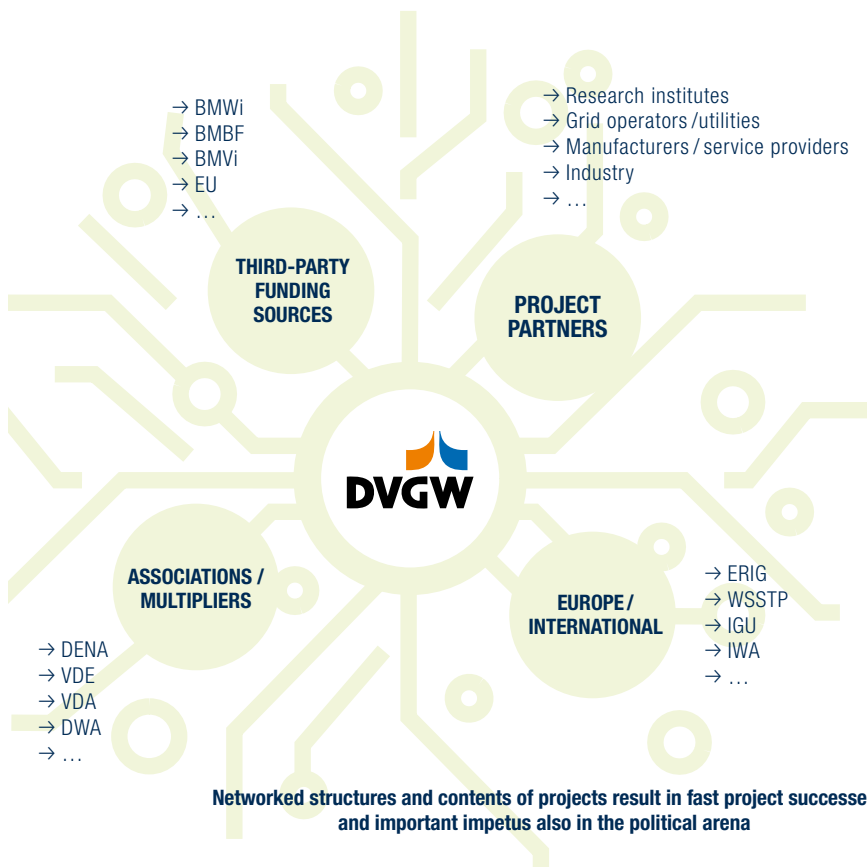 → BMWi
→ BMBF
→ BMVi
→ EU
→ …
→ Research institutes
→ Grid operators / utilities
→ Manufacturers / service providers
→ Industry
→ …
THIRD-PARTY
FUNDING
SOURCES
PROJECT
PARTNERS
DVGW
ASSOCIATIONS /
MULTIPLIERS
→ DENA
→ VDE
→ VDA
→ DWA
→ …
EUROPE /
INTERNATIONAL
→ ERIG
→ WSSTP
→ IGU
→ IWA
→ …
Networked structures and contents of projects result in fast project successe
and important impetus also in the political arena